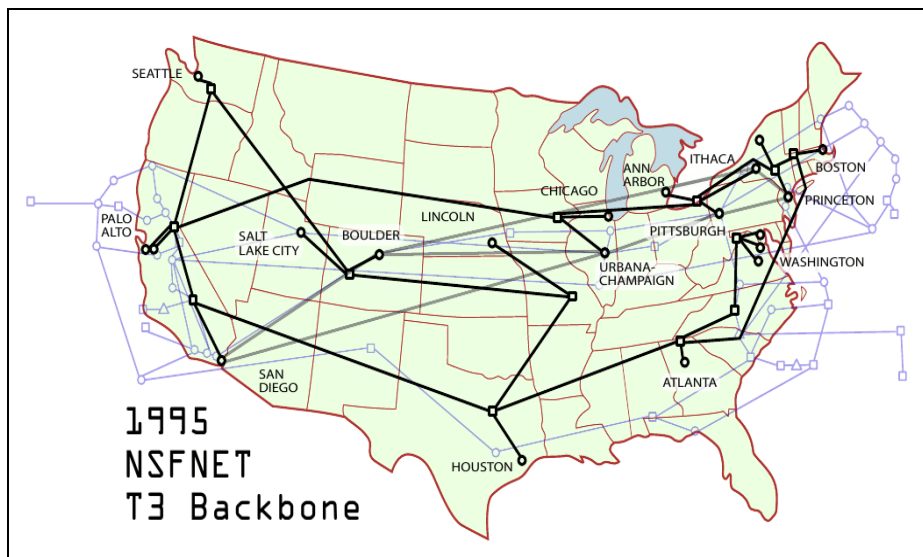 SEATTLE
PALO
ALTO
SALT
LAKE CITY
BOULDER
LINCOLN
CHICAGO
ANN
ARBOR
ITHACA
BOSTON
PRINCETON
PITTSBURGH
WASHINGTON
URBANA-
CHAMPAIGN
SAN
DIEGO
ATLANTA
HOUSTON
1995
NSFNET
T3 Backbone